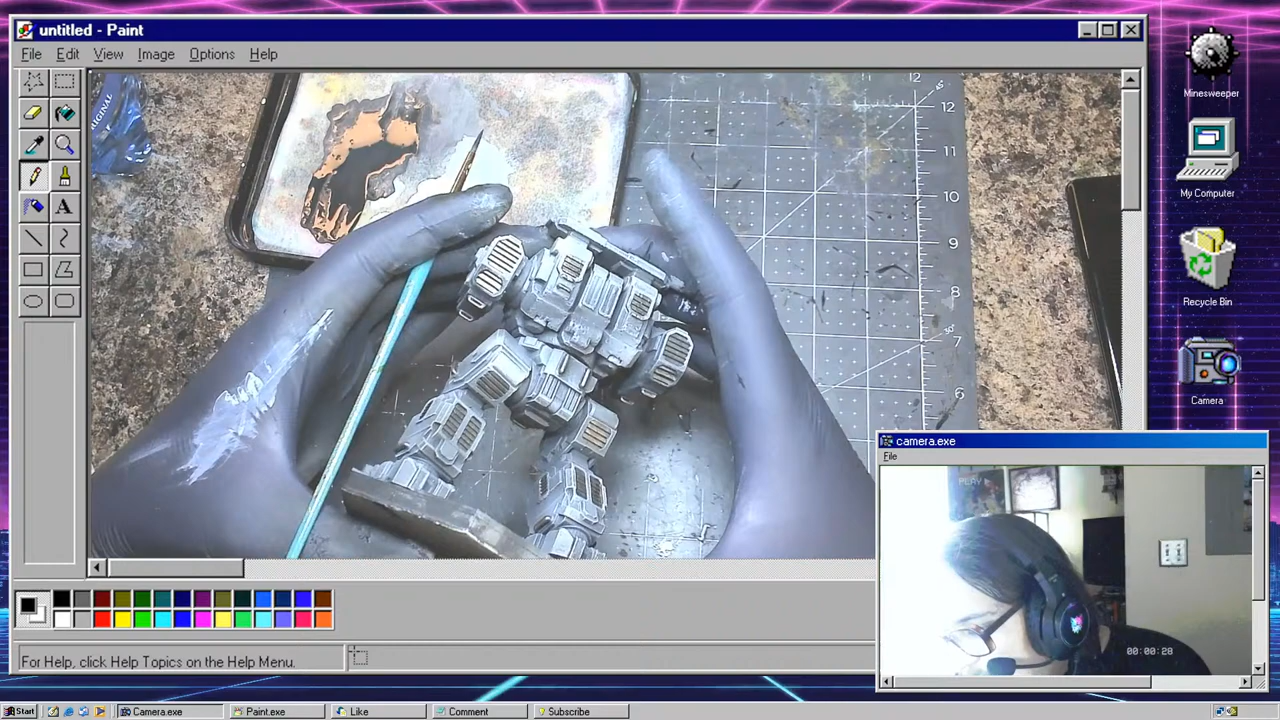 untitled - Paint
File Edit View Image Options Help
ORIGINAL
12
12
11
10
9
8
7
6
Minesweeper
My Computer
Recycle Bin
Camera
camera.exe
File
PLAY
00:00:28
A
For Help, click Help Topics on the Help Menu.
Start Camera.exe Paint.exe Like Comment Subscribe